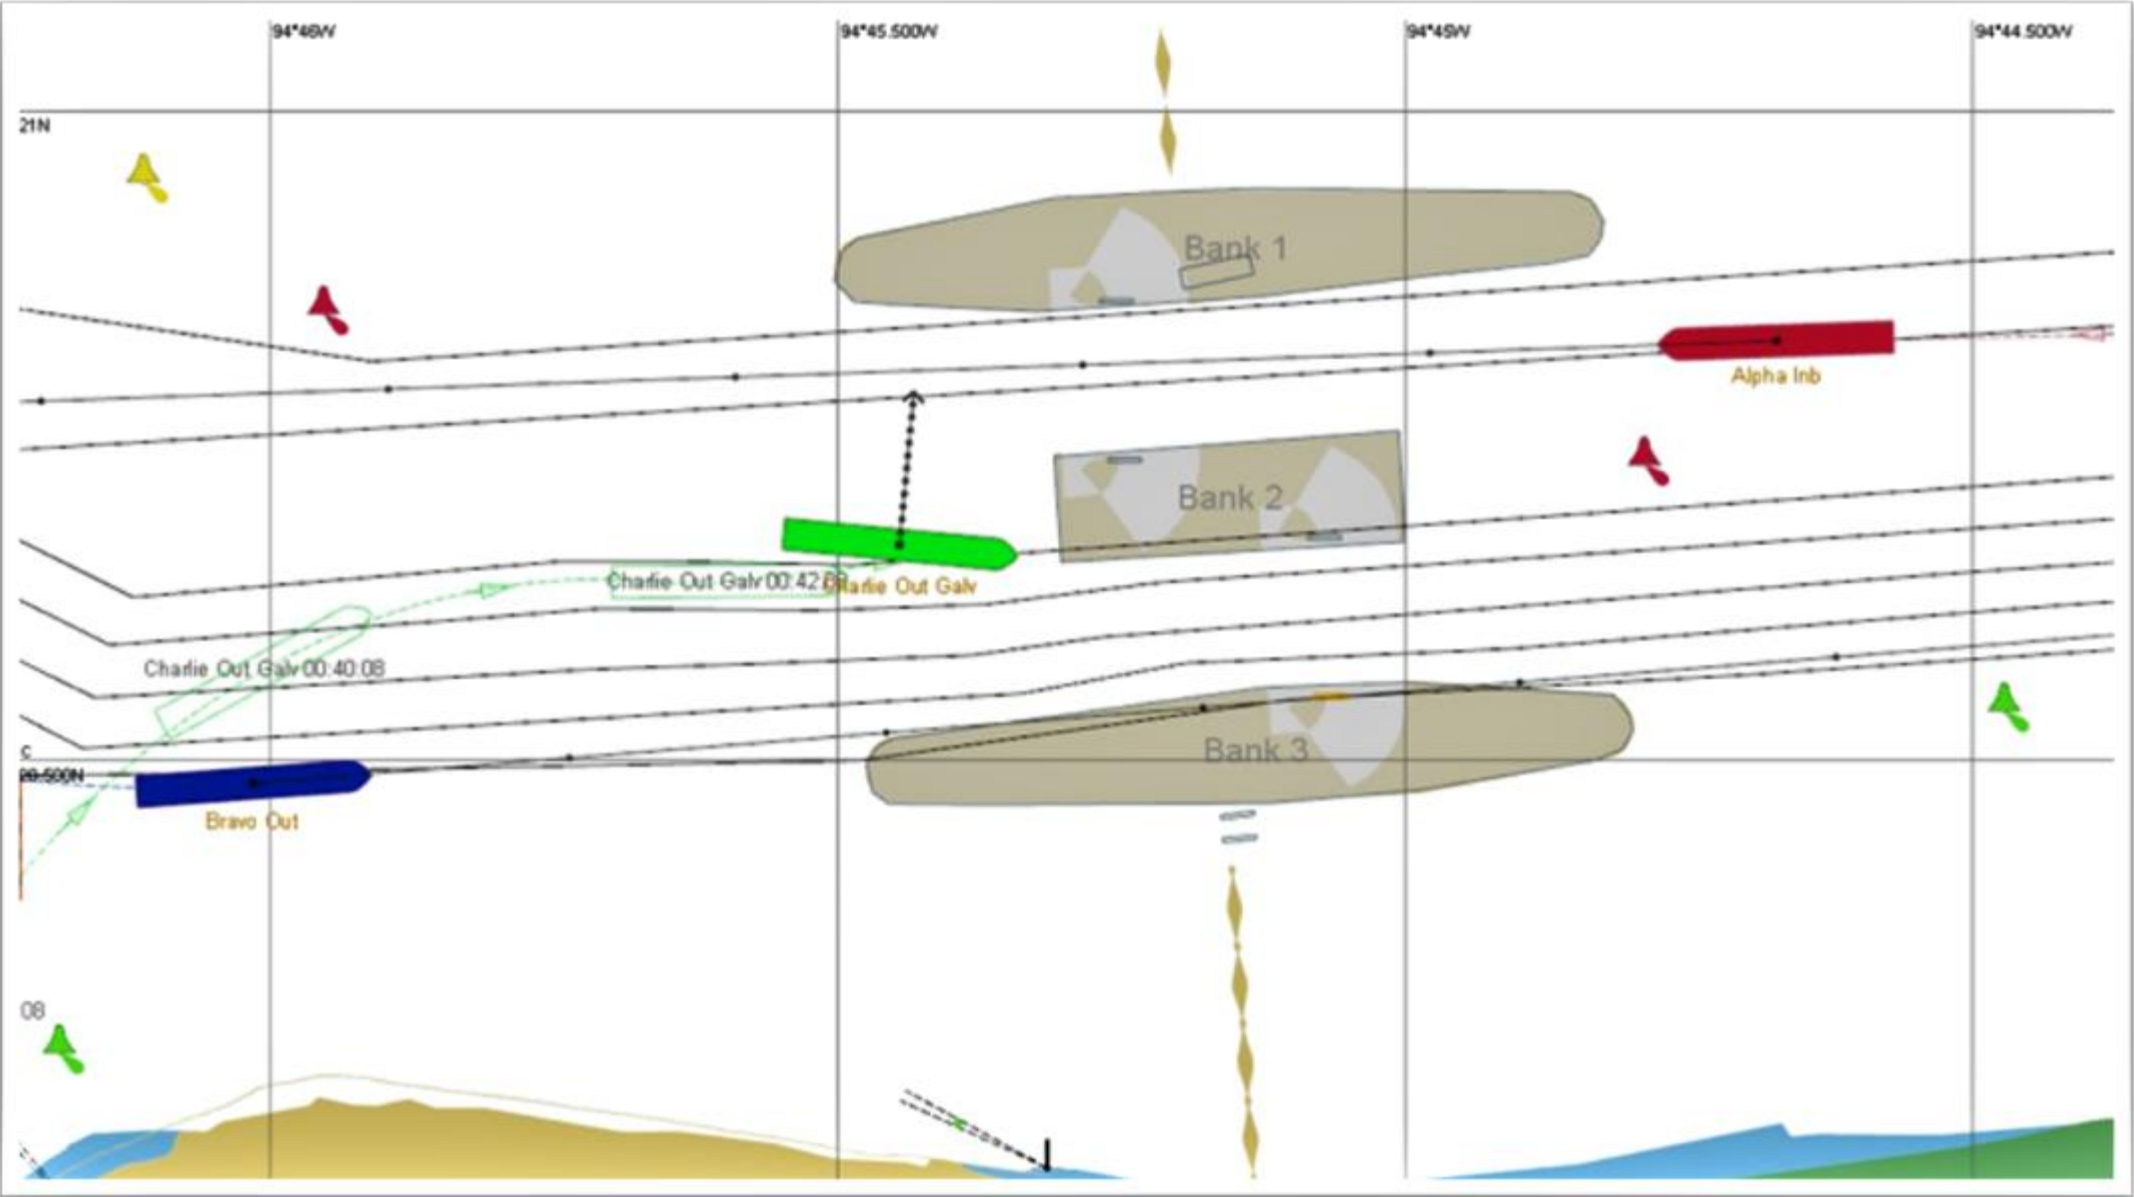 94°46W
94°45.500W
94°45W
94°44.500W
21N
Bank 1
Alpha Inb
Bank 2
Charlie Out Galv 00:42:
Charlie Out Galv
Charlie Out Galv 00:40:08
Bank 3
C
28.500N
Bravo Out
08